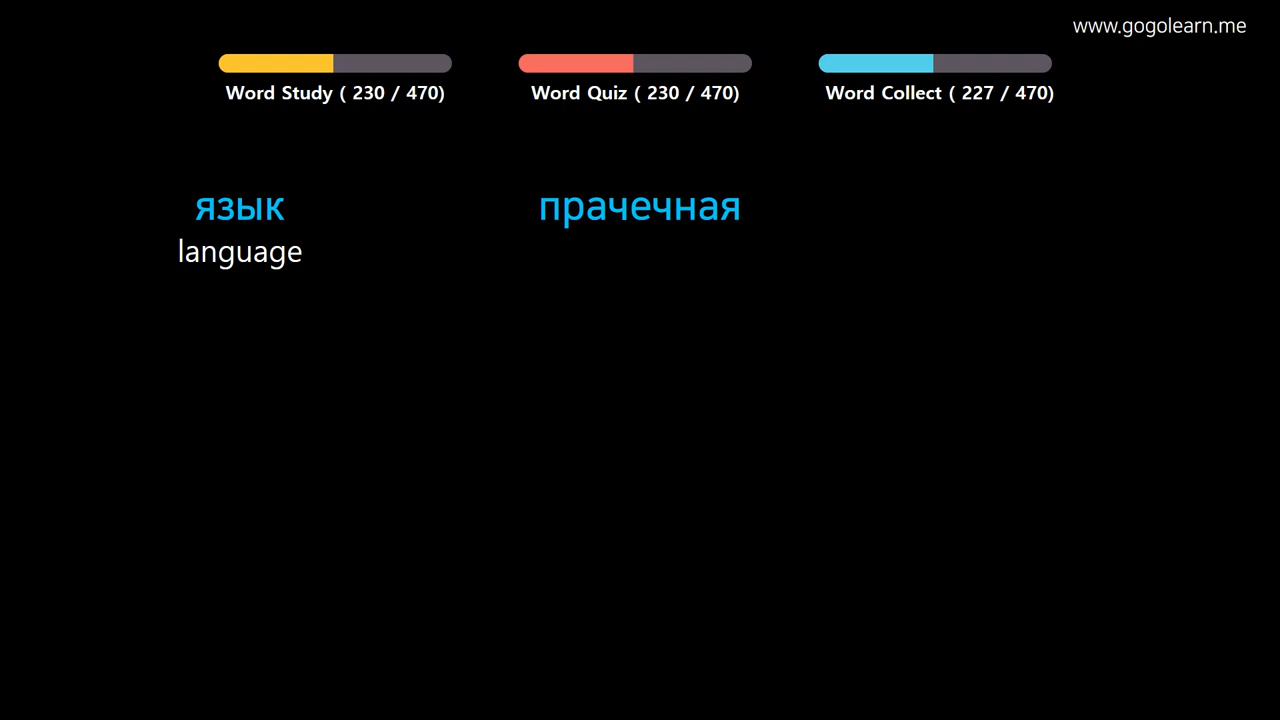 www.gogolearn.me
Word Study ( 230 / 470)
Word Quiz ( 230 / 470)
Word Collect ( 227 / 470)
язык
language
прачечная